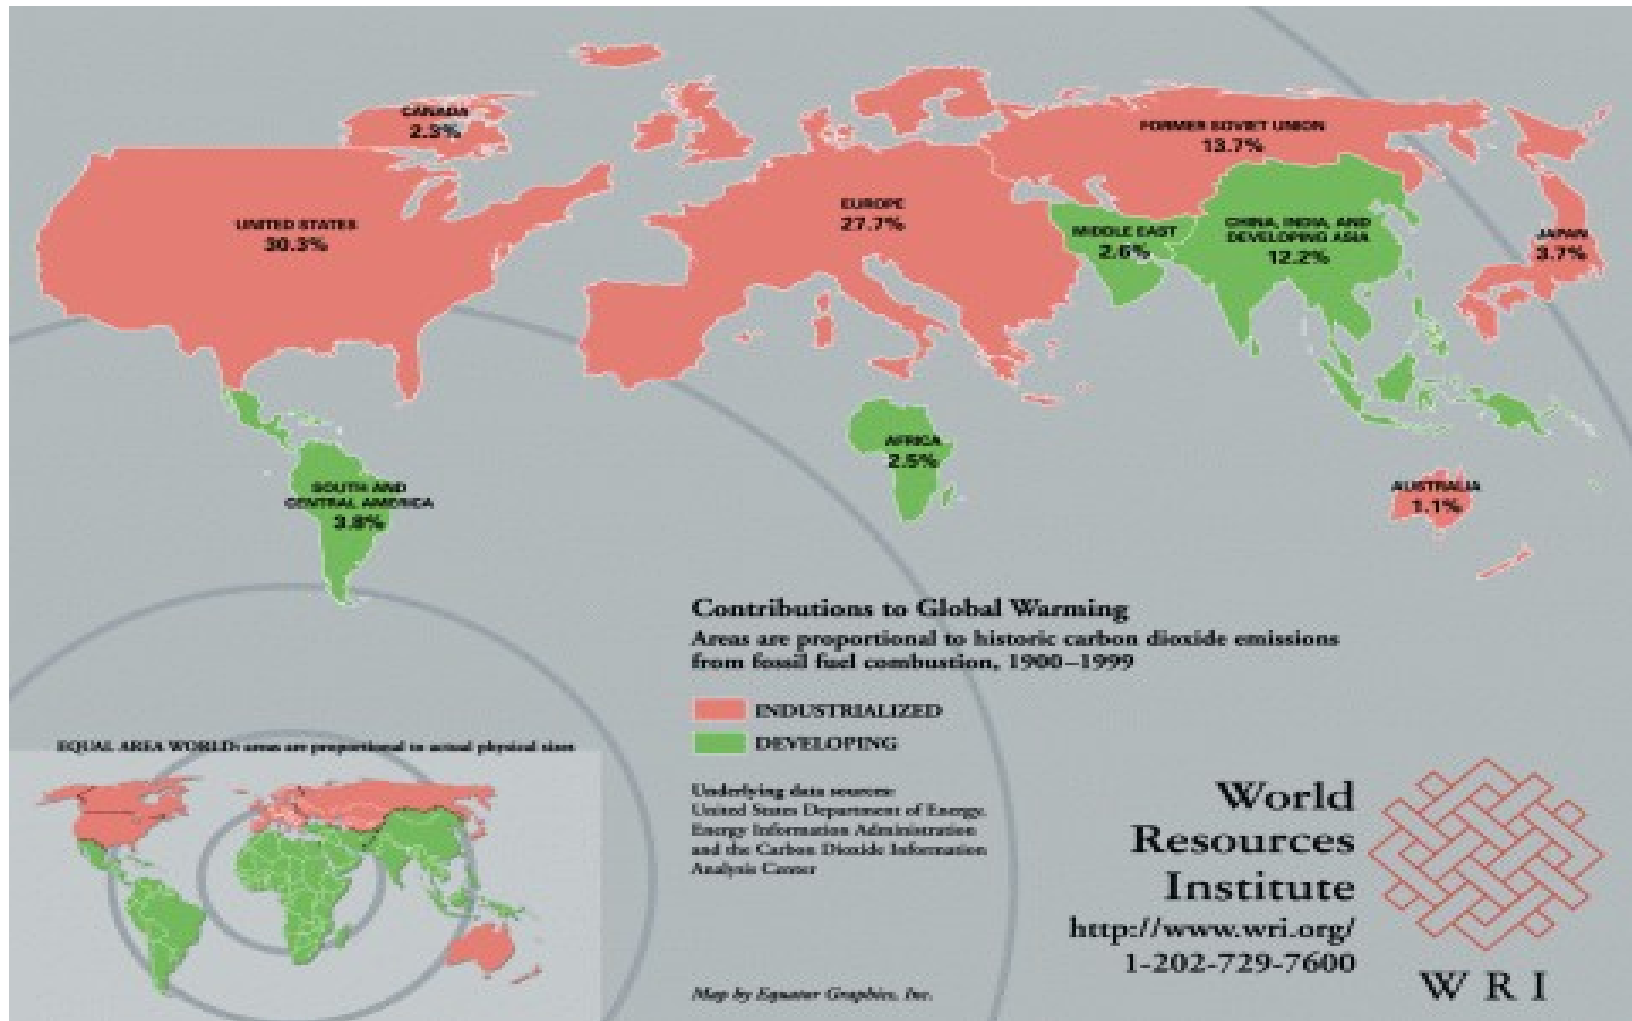 CANADA
2.3%
UNITED STATES
30.3%
EUROPE
27.7%
FORMER SOVIET UNION
13.7%
MIDDLE EAST
2.6%
CHINA, INDIA, AND
DEVELOPING ASIA
12.2%
JAPAN
3.7%
AFRICA
2.5%
SOUTH AND
CENTRAL AMERICA
3.8%
AUSTRALIA
1.1%
Contributions to Global Warming
Areas are proportional to historic carbon dioxide emissions
from fossil fuel combustion, 1900–1999
INDUSTRIALIZED
DEVELOPING
EQUAL AREA WORLD: areas are proportional to actual physical sizes
Underlying data sources:
United States Department of Energy,
Energy Information Administration
and the Carbon Dioxide Information
Analysis Center
Map by Equator Graphics, Inc.
World
Resources
Institute
http://www.wri.org/
1-202-729-7600
W R I